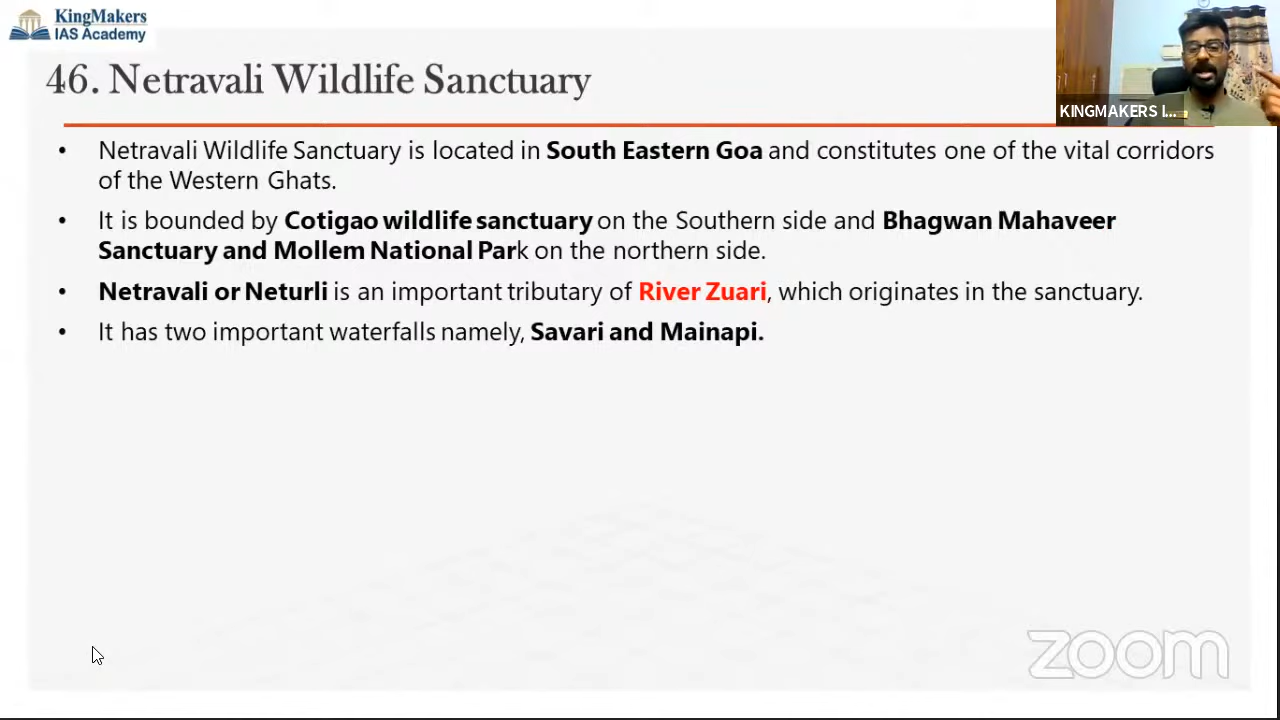 KingMakers
IAS Academy
46. Netravali Wildlife Sanctuary
KINGMAKERS I...
• Netravali Wildlife Sanctuary is located in South Eastern Goa and constitutes one of the vital corridors
of the Western Ghats.
• It is bounded by Cotigao wildlife sanctuary on the Southern side and Bhagwan Mahaveer
Sanctuary and Mollem National Park on the northern side.
• Netravali or Neturli is an important tributary of River Zuari, which originates in the sanctuary.
• It has two important waterfalls namely, Savari and Mainapi.
zoom